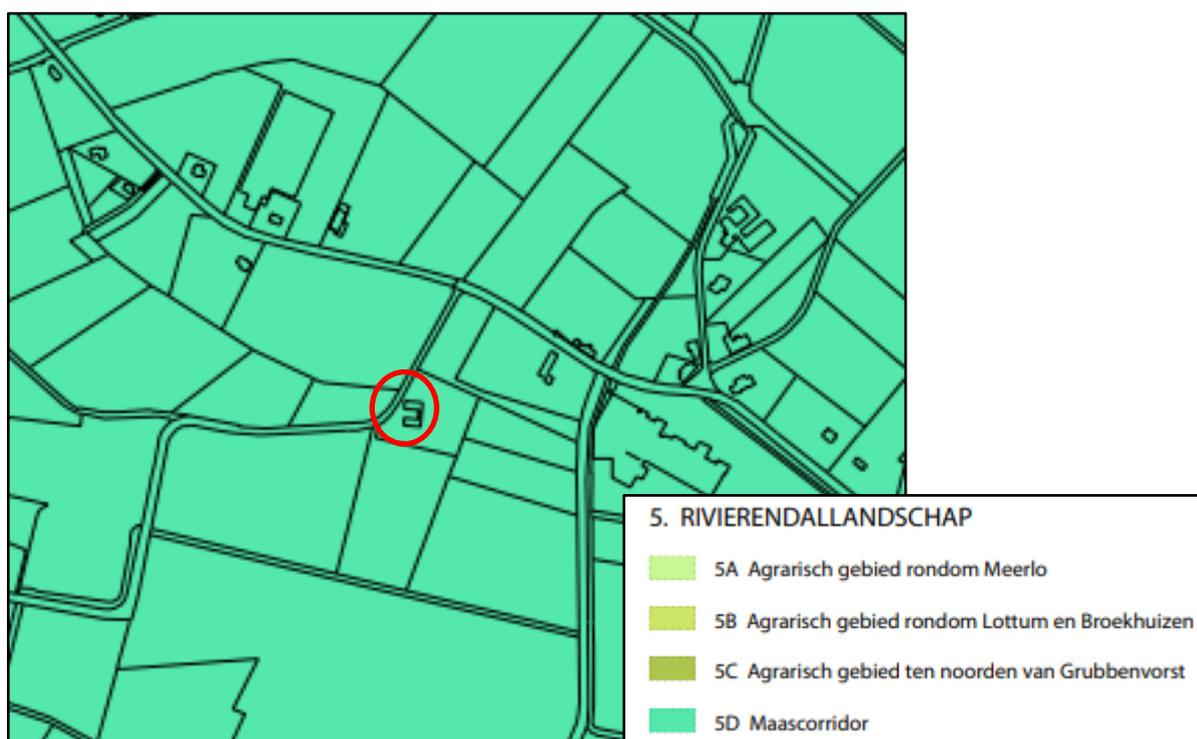 5. RIVIERENDALLANDSCHAP
5A Agrarisch gebied rondom Meerlo
5B Agrarisch gebied rondom Lottum en Broekhuizen
5C Agrarisch gebied ten noorden van Grubbenvorst
5D Maascorridor